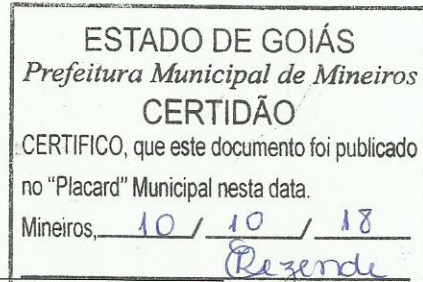 ESTADO DE GOIÁS
Prefeitura Municipal de Mineiros
CERTIDÃO
CERTIFICO, que este documento foi publicado
no "Placard" Municipal nesta data.
Mineiros, 10 / 10 / 18
Rezende